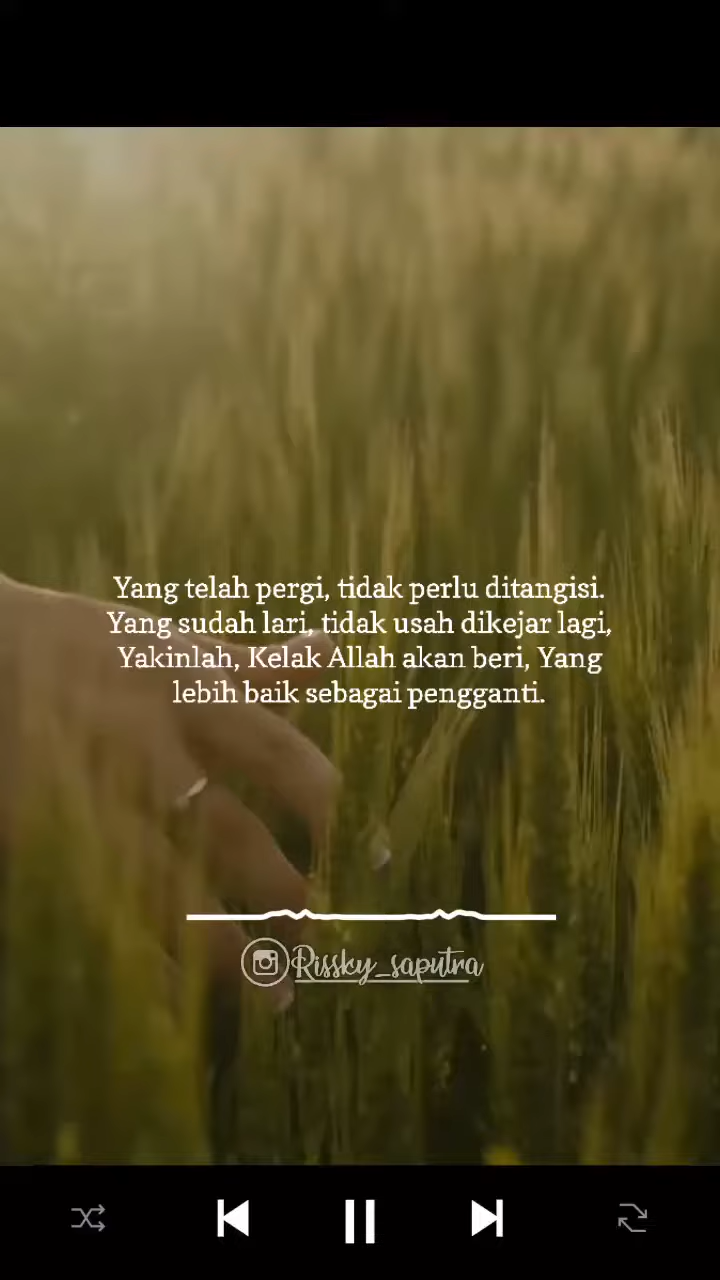 Yang telah pergi, tidak perlu ditangisi.
Yang sudah lari, tidak usah dikejar lagi,
Yakinlah, Kelak Allah akan beri, Yang
lebih baik sebagai pengganti.
Rissky_saputra